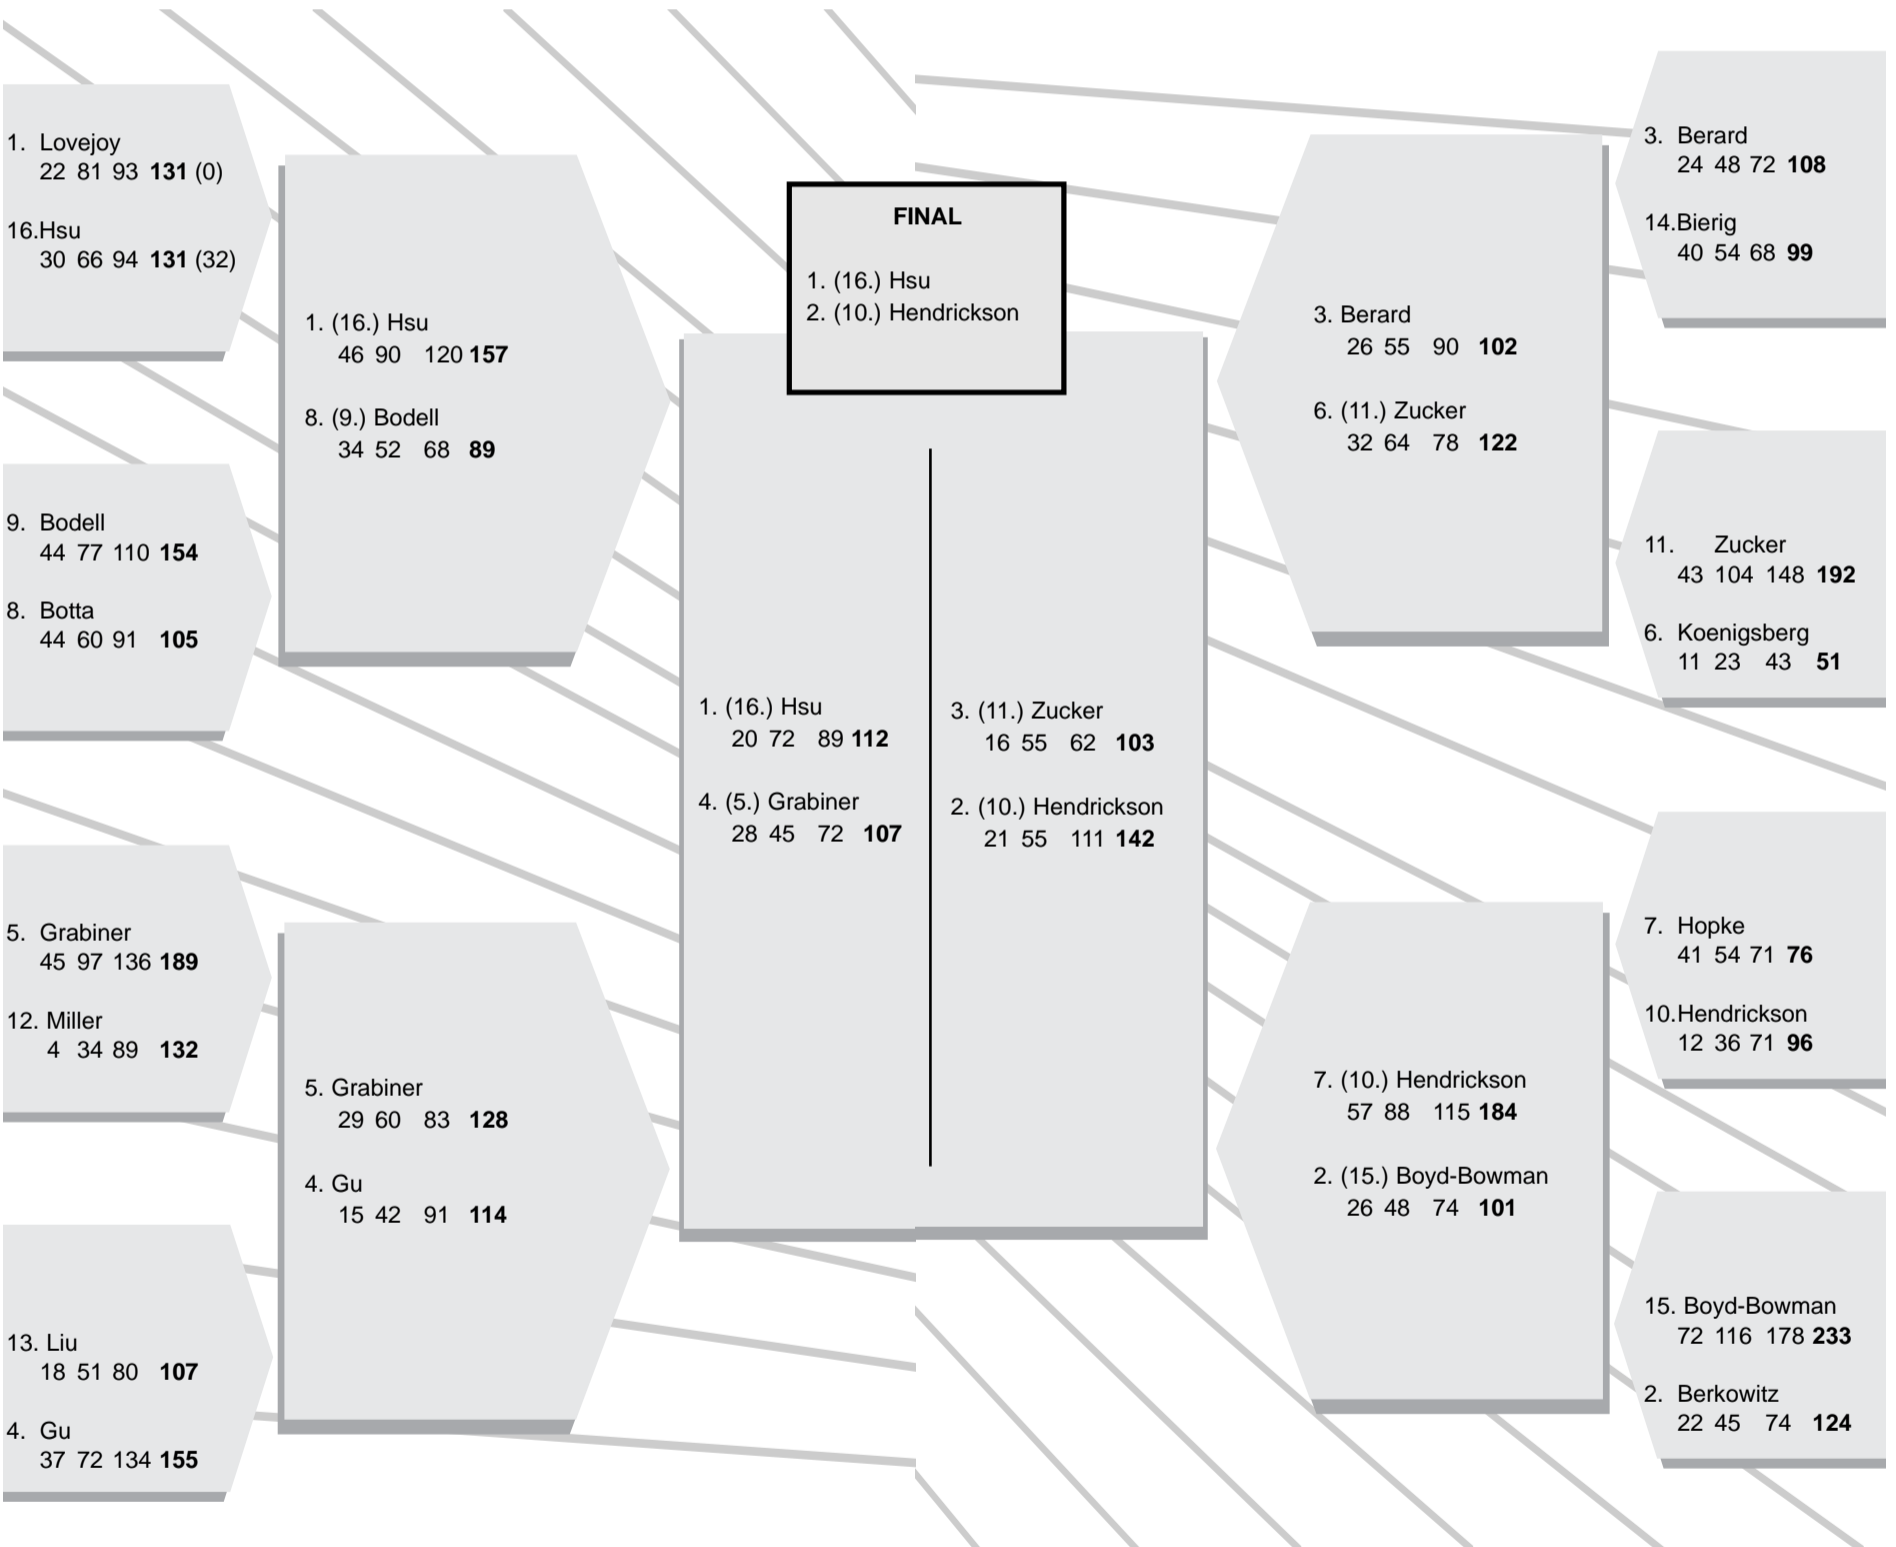 1. Lovejoy
22 81 93 131 (0)
16.Hsu
30 66 94 131 (32)
9. Bodell
44 77 110 154
8. Botta
44 60 91 105
5. Grabiner
45 97 136 189
12. Miller
4 34 89 132
13. Liu
18 51 80 107
4. Gu
37 72 134 155
1. (16.) Hsu
46 90 120 157
8. (9.) Bodell
34 52 68 89
5. Grabiner
29 60 83 128
4. Gu
15 42 91 114
FINAL
1. (16.) Hsu
2. (10.) Hendrickson
1. (16.) Hsu
20 72 89 112
4. (5.) Grabiner
28 45 72 107
3. (11.) Zucker
16 55 62 103
2. (10.) Hendrickson
21 55 111 142
3. Berard
26 55 90 102
6. (11.) Zucker
32 64 78 122
7. (10.) Hendrickson
57 88 115 184
2. (15.) Boyd-Bowman
26 48 74 101
3. Berard
24 48 72 108
14.Bierig
40 54 68 99
11. Zucker
43 104 148 192
6. Koenigsberg
11 23 43 51
7. Hopke
41 54 71 76
10.Hendrickson
12 36 71 96
15. Boyd-Bowman
72 116 178 233
2. Berkowitz
22 45 74 124